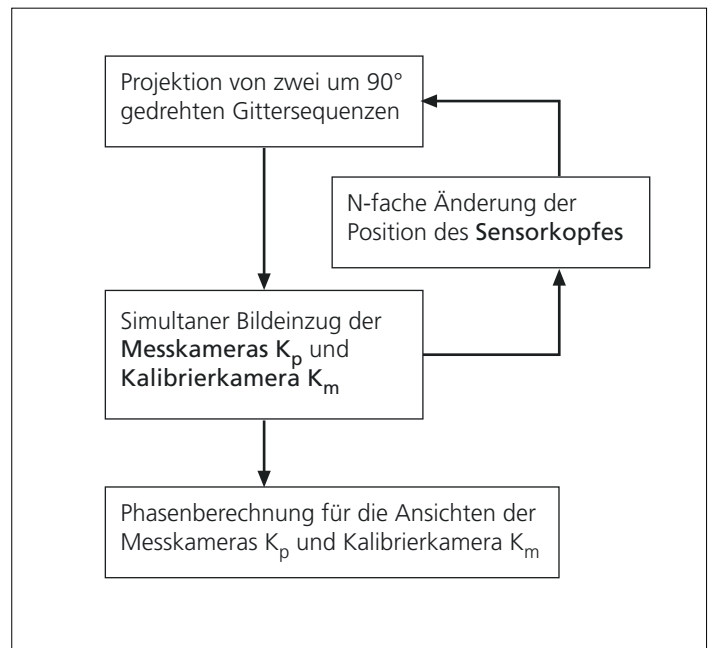 Projektion von zwei um 90°
gedrehten Gittersequenzen
N-fache Änderung der
Position des Sensorkopfes
Simultaner Bildeinzug der
Messkameras Kp und
Kalibrierkamera Km
Phasenberechnung für die Ansichten der
Messkameras Kp und Kalibrierkamera Km